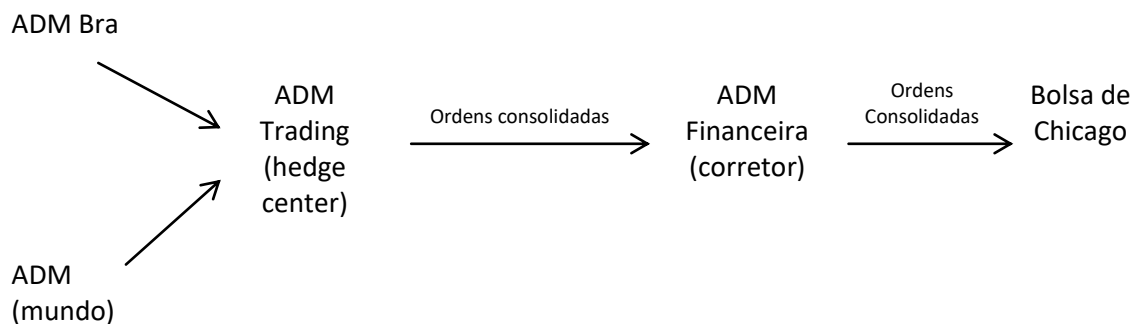 ADM Bra
ADM
Trading
(hedge
center)
Ordens consolidadas
ADM
Financeira
(corretor)
Ordens
Consolidadas
Bolsa de
Chicago
ADM
(mundo)